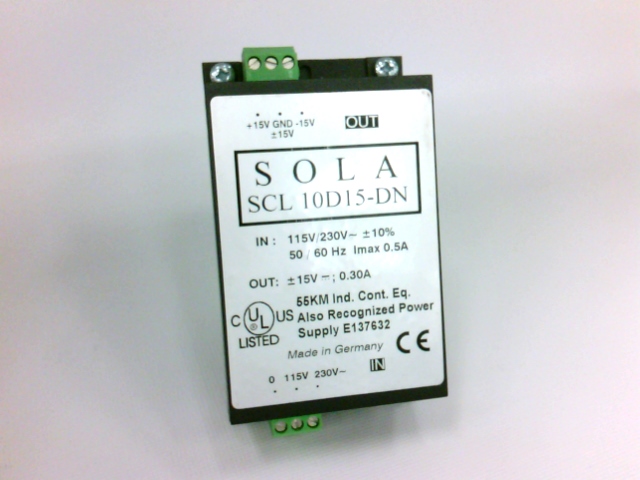 +15V GND -15V
±15V
OUT
SOLA
SCL 10D15-DN
IN : 115V/230V~ ±10%
50 / 60 Hz Imax 0.5A
OUT: ±15V ⎓; 0.30A
55KM Ind. Cont. Eq.
C UL ® US Also Recognized Power
Supply E137632
LISTED
Made in Germany CE
0 115V 230V~ IN